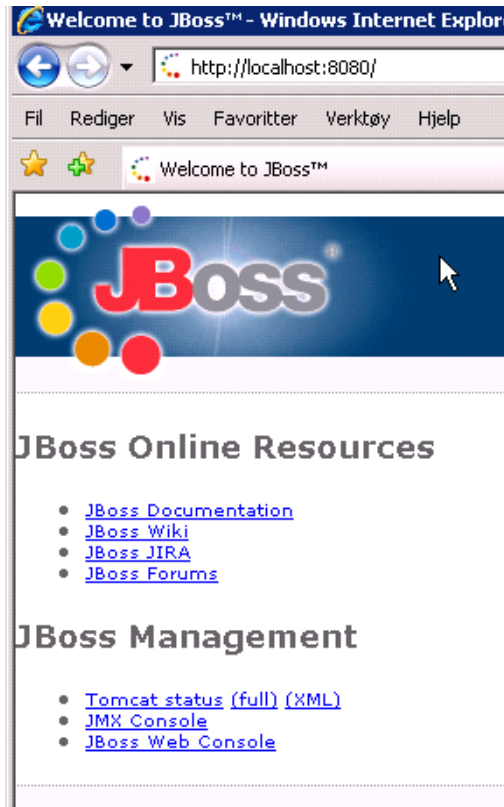 Welcome to JBoss™ - Windows Internet Explor
http://localhost:8080/
Fil Rediger Vis Favoritter Verktøy Hjelp
Welcome to JBoss™
JBoss®
JBoss Online Resources
JBoss Documentation
JBoss Wiki
JBoss JIRA
JBoss Forums
JBoss Management
Tomcat status (full) (XML)
JMX Console
JBoss Web Console